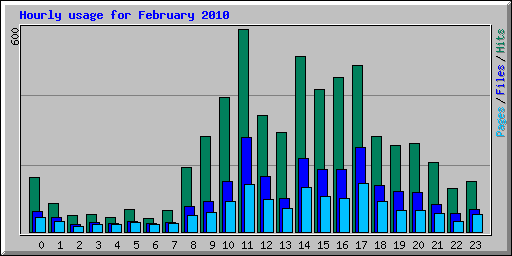 Hourly usage for February 2010
600
Pages / Files / Hits
0 1 2 3 4 5 6 7 8 9 10 11 12 13 14 15 16 17 18 19 20 21 22 23